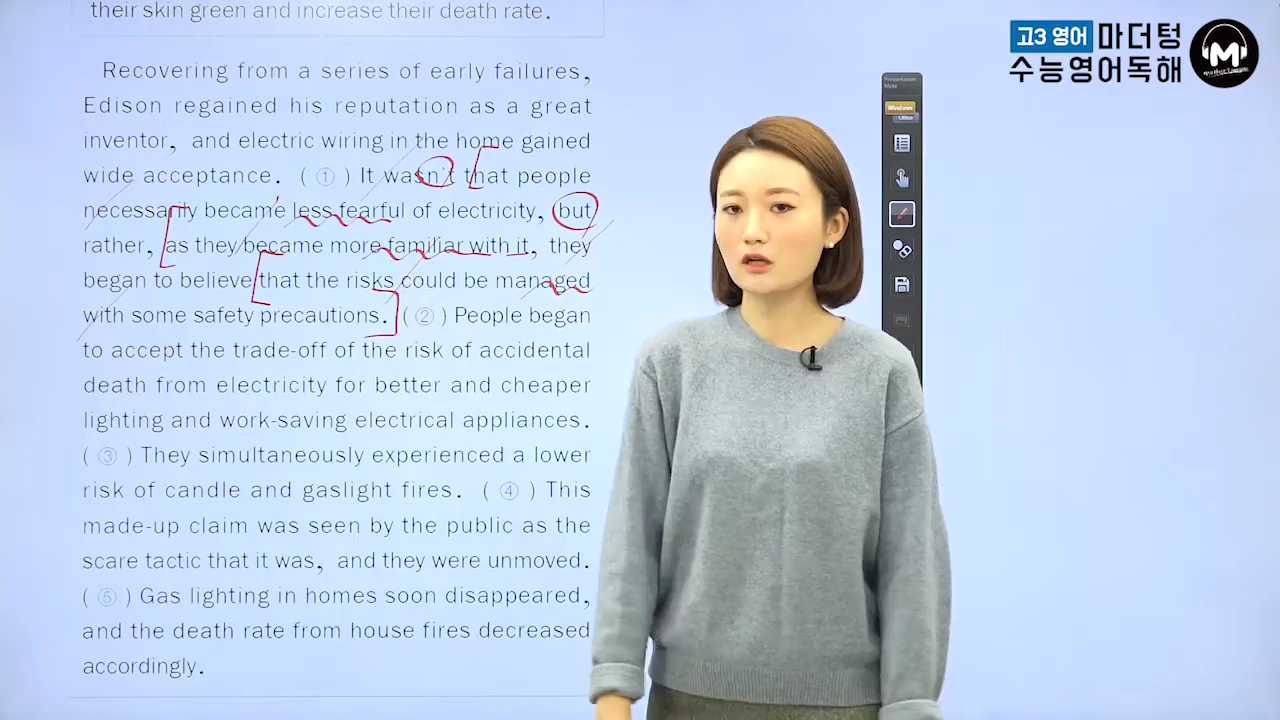 their skin green and increase their death rate.
Recovering from a series of early failures,
Edison regained his reputation as a great
inventor, and electric wiring in the home gained
wide acceptance. ( ① ) It wasn't that people
necessarily became less fearful of electricity, but
rather, as they became more familiar with it, they
began to believe that the risks could be managed
with some safety precautions. ( ② ) People began
to accept the trade-off of the risk of accidental
death from electricity for better and cheaper
lighting and work-saving electrical appliances.
( ③ ) They simultaneously experienced a lower
risk of candle and gaslight fires. ( ④ ) This
made-up claim was seen by the public as the
scare tactic that it was, and they were unmoved.
( ⑤ ) Gas lighting in homes soon disappeared,
and the death rate from house fires decreased
accordingly.
고3 영어 마더텅
수능영어독해
M
Presentation
Mate
Windows
Office